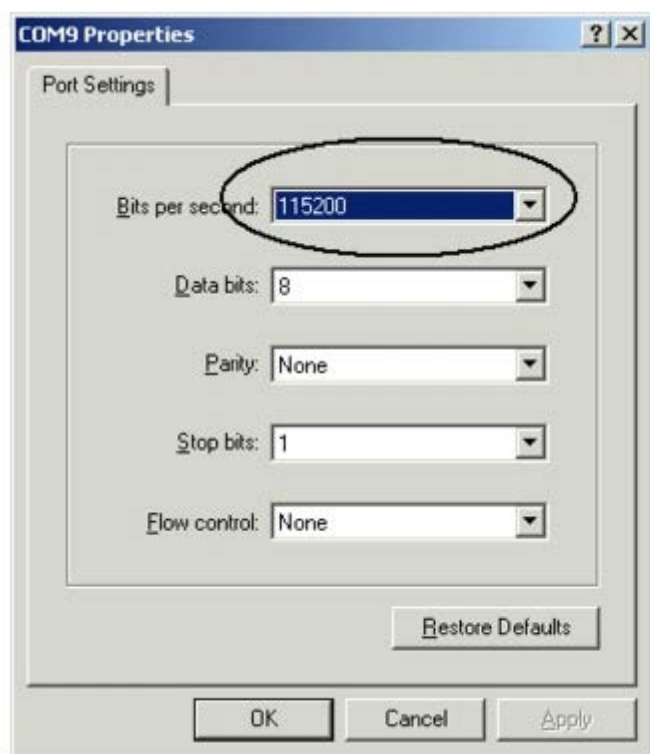 COM9 Properties
Port Settings
Bits per second: 115200
Data bits: 8
Parity: None
Stop bits: 1
Flow control: None
Restore Defaults
OK Cancel Apply